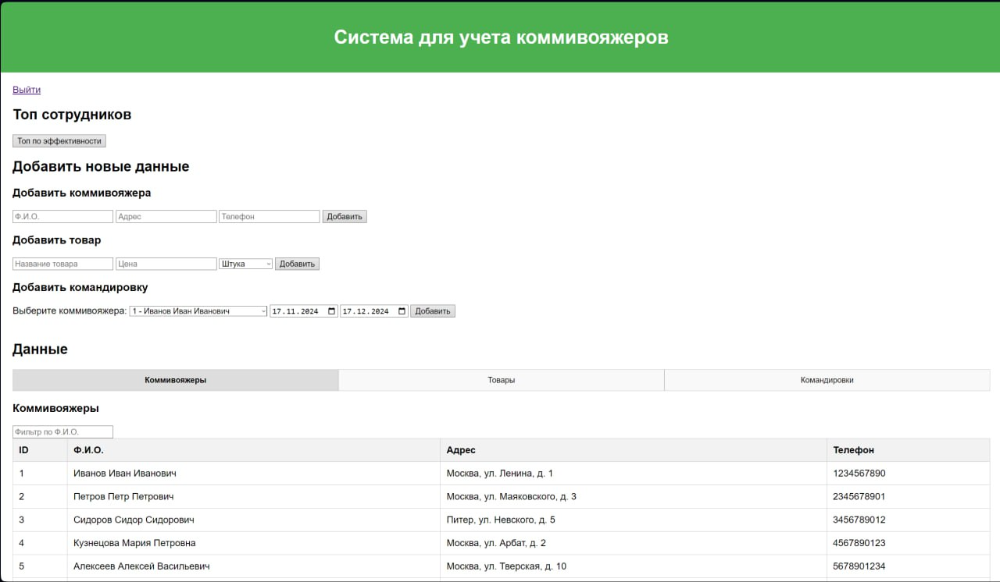 Система для учета коммивояжеров
Выйти
Топ сотрудников
Топ по эффективности
Добавить новые данные
Добавить коммивояжера
Ф.И.О. Адрес Телефон Добавить
Добавить товар
Название товара Цена Штука Добавить
Добавить командировку
Выберите коммивояжера: 1 - Иванов Иван Иванович 17.11.2024 17.12.2024 Добавить
Данные
Коммивояжеры Товары Командировки
Коммивояжеры
Фильтр по Ф.И.О.
ID Ф.И.О. Адрес Телефон
1 Иванов Иван Иванович Москва, ул. Ленина, д. 1 1234567890
2 Петров Петр Петрович Москва, ул. Маяковского, д. 3 2345678901
3 Сидоров Сидор Сидорович Питер, ул. Невского, д. 5 3456789012
4 Кузнецова Мария Петровна Москва, ул. Арбат, д. 2 4567890123
5 Алексеев Алексей Васильевич Москва, ул. Тверская, д. 10 5678901234